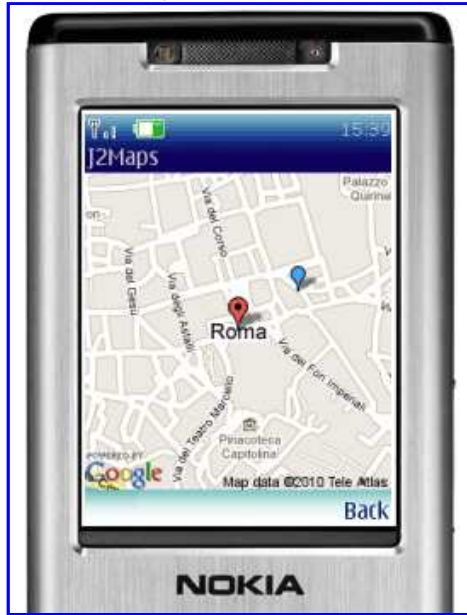 15:39
J2Maps
Palazzo
Quirinale
Via del Corso
Via del Gesu
Via degli Astalli
Roma
Via dei Fori Imperiali
Via del Teatro Marcello
Pinacoteca
Capitolina
POWERED BY
Google
Map data ©2010 Tele Atlas
Back
NOKIA